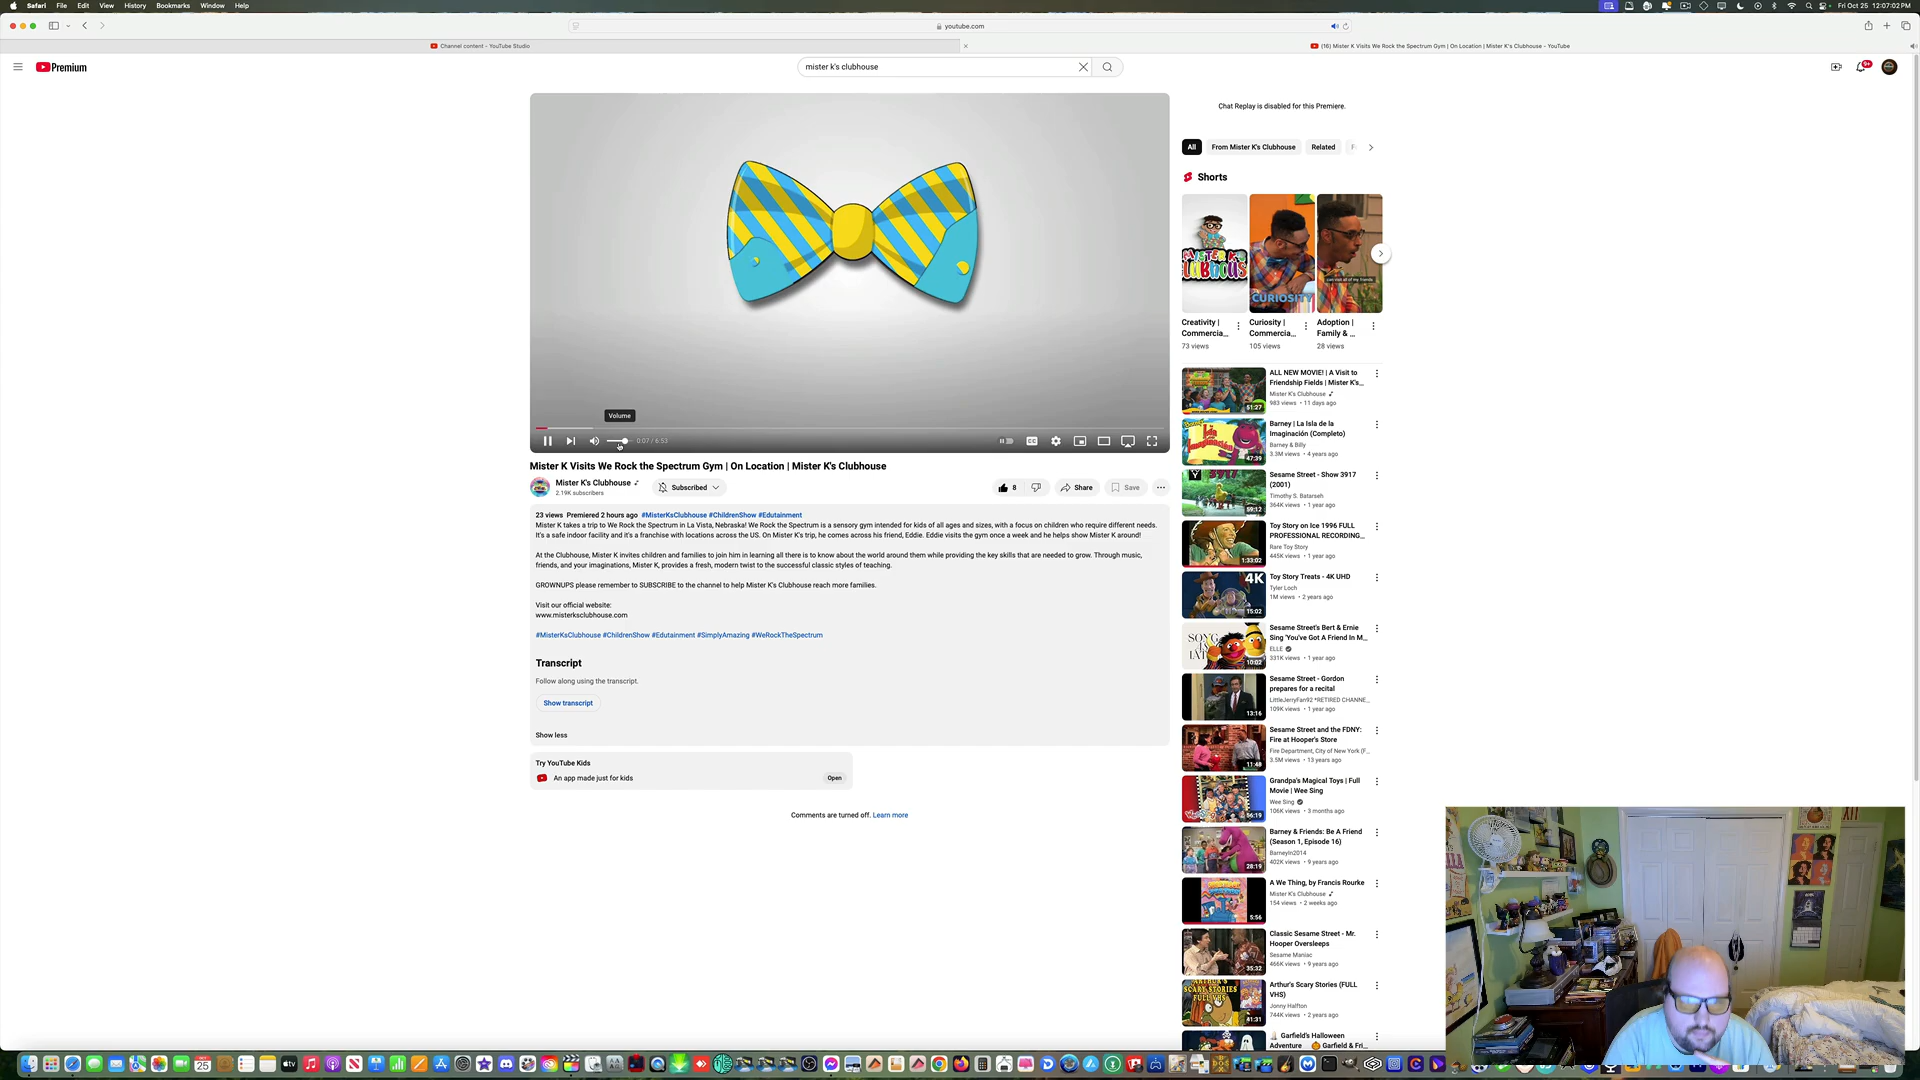 Safari File Edit View History Bookmarks Window Help
Fri Oct 25 12:07:02 PM
youtube.com
Channel content - YouTube Studio
(16) Mister K Visits We Rock the Spectrum Gym | On Location | Mister K's Clubhouse - YouTube
Premium
mister k's clubhouse
9+
Volume
0:07 / 6:53
Mister K Visits We Rock the Spectrum Gym | On Location | Mister K's Clubhouse
Mister K's Clubhouse
2.19K subscribers
Subscribed
8
Share
Save
23 views Premiered 2 hours ago #MisterKsClubhouse #ChildrenShow #Edutainment
Mister K takes a trip to We Rock the Spectrum in La Vista, Nebraska! We Rock the Spectrum is a sensory gym intended for kids of all ages and sizes, with a focus on children who require different needs.
It's a safe indoor facility and it's a franchise with locations across the US. On Mister K's trip, he comes across his friend, Eddie. Eddie visits the gym once a week and he helps show Mister K around!
At the Clubhouse, Mister K invites children and families to join him in learning all there is to know about the world around them while providing the key skills that are needed to grow. Through music,
friends, and your imaginations, Mister K, provides a fresh, modern twist to the successful classic styles of teaching.
GROWNUPS please remember to SUBSCRIBE to the channel to help Mister K's Clubhouse reach more families.
Visit our official website:
www.misterksclubhouse.com
#MisterKsClubhouse #ChildrenShow #Edutainment #SimplyAmazing #WeRockTheSpectrum
Transcript
Follow along using the transcript.
Show transcript
Show less
Try YouTube Kids
An app made just for kids
Open
Comments are turned off. Learn more
Chat Replay is disabled for this Premiere.
All
From Mister K's Clubhouse
Related
Shorts
CURIOSITY
Creativity |
Commercia...
73 views
Curiosity |
Commercia...
105 views
Adoption |
Family & ...
28 views
51:27
ALL NEW MOVIE! | A Visit to
Friendship Fields | Mister K's...
Mister K's Clubhouse
983 views • 11 days ago
47:39
Barney | La Isla de la
Imaginación (Completo)
Barney & Billy
3.3M views • 4 years ago
59:12
Sesame Street - Show 3917
(2001)
Timothy S. Batarseh
364K views • 1 year ago
1:33:02
Toy Story on Ice 1996 FULL
PROFESSIONAL RECORDING...
Rare Toy Story
445K views • 1 year ago
4K
15:02
Toy Story Treats - 4K UHD
Tyler Loch
1M views • 2 years ago
10:02
Sesame Street's Bert & Ernie
Sing 'You've Got A Friend In M...
ELLE
331K views • 1 year ago
13:16
Sesame Street - Gordon
prepares for a recital
LittleJerryFan92 *RETIRED CHANNE...
109K views • 1 year ago
11:48
Sesame Street and the FDNY:
Fire at Hooper's Store
Fire Department, City of New York (F...
3.5M views • 13 years ago
56:19
Grandpa's Magical Toys | Full
Movie | Wee Sing
Wee Sing
106K views • 3 months ago
28:19
Barney & Friends: Be A Friend
(Season 1, Episode 16)
BarneyIn2014
402K views • 9 years ago
5:56
A We Thing, by Francis Rourke
Mister K's Clubhouse
154 views • 2 weeks ago
35:32
Classic Sesame Street - Mr.
Hooper Oversleeps
Sesame Maniac
466K views • 9 years ago
41:31
Arthur's Scary Stories (FULL
VHS)
Jonny Halfton
744K views • 2 years ago
Garfield's Halloween
Adventure Garfield & Fri...